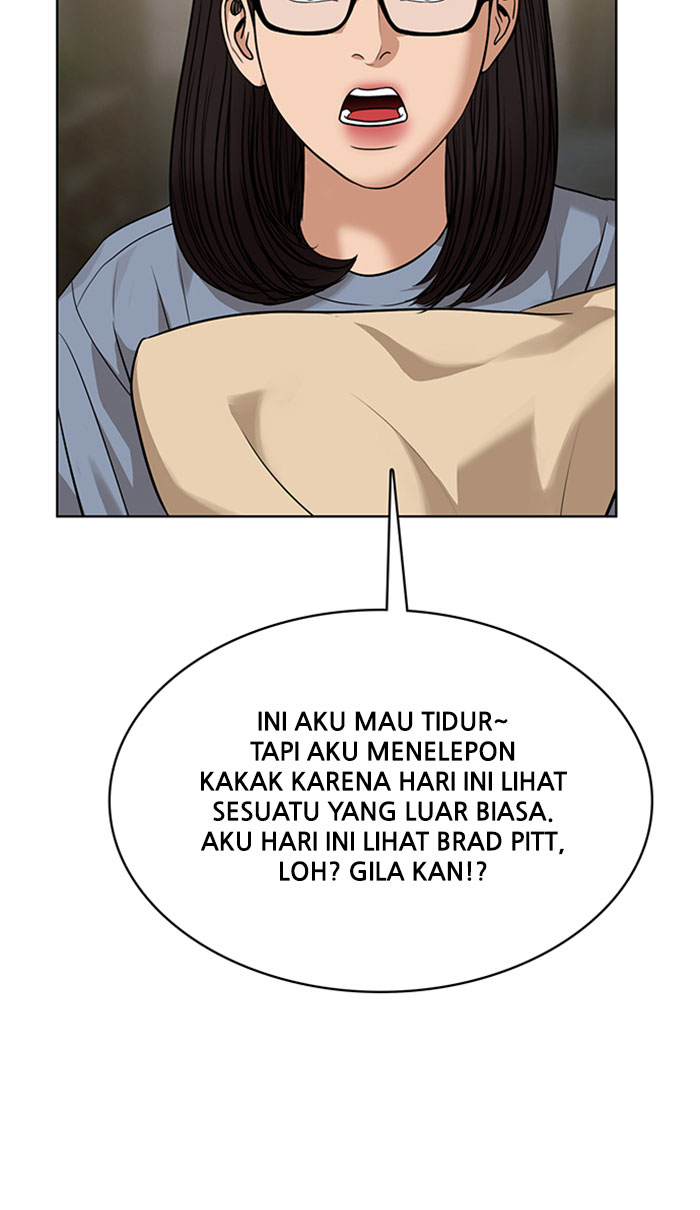 INI AKU MAU TIDUR~
TAPI AKU MENELEPON
KAKAK KARENA HARI INI LIHAT
SESUATU YANG LUAR BIASA.
AKU HARI INI LIHAT BRAD PITT,
LOH? GILA KAN!?